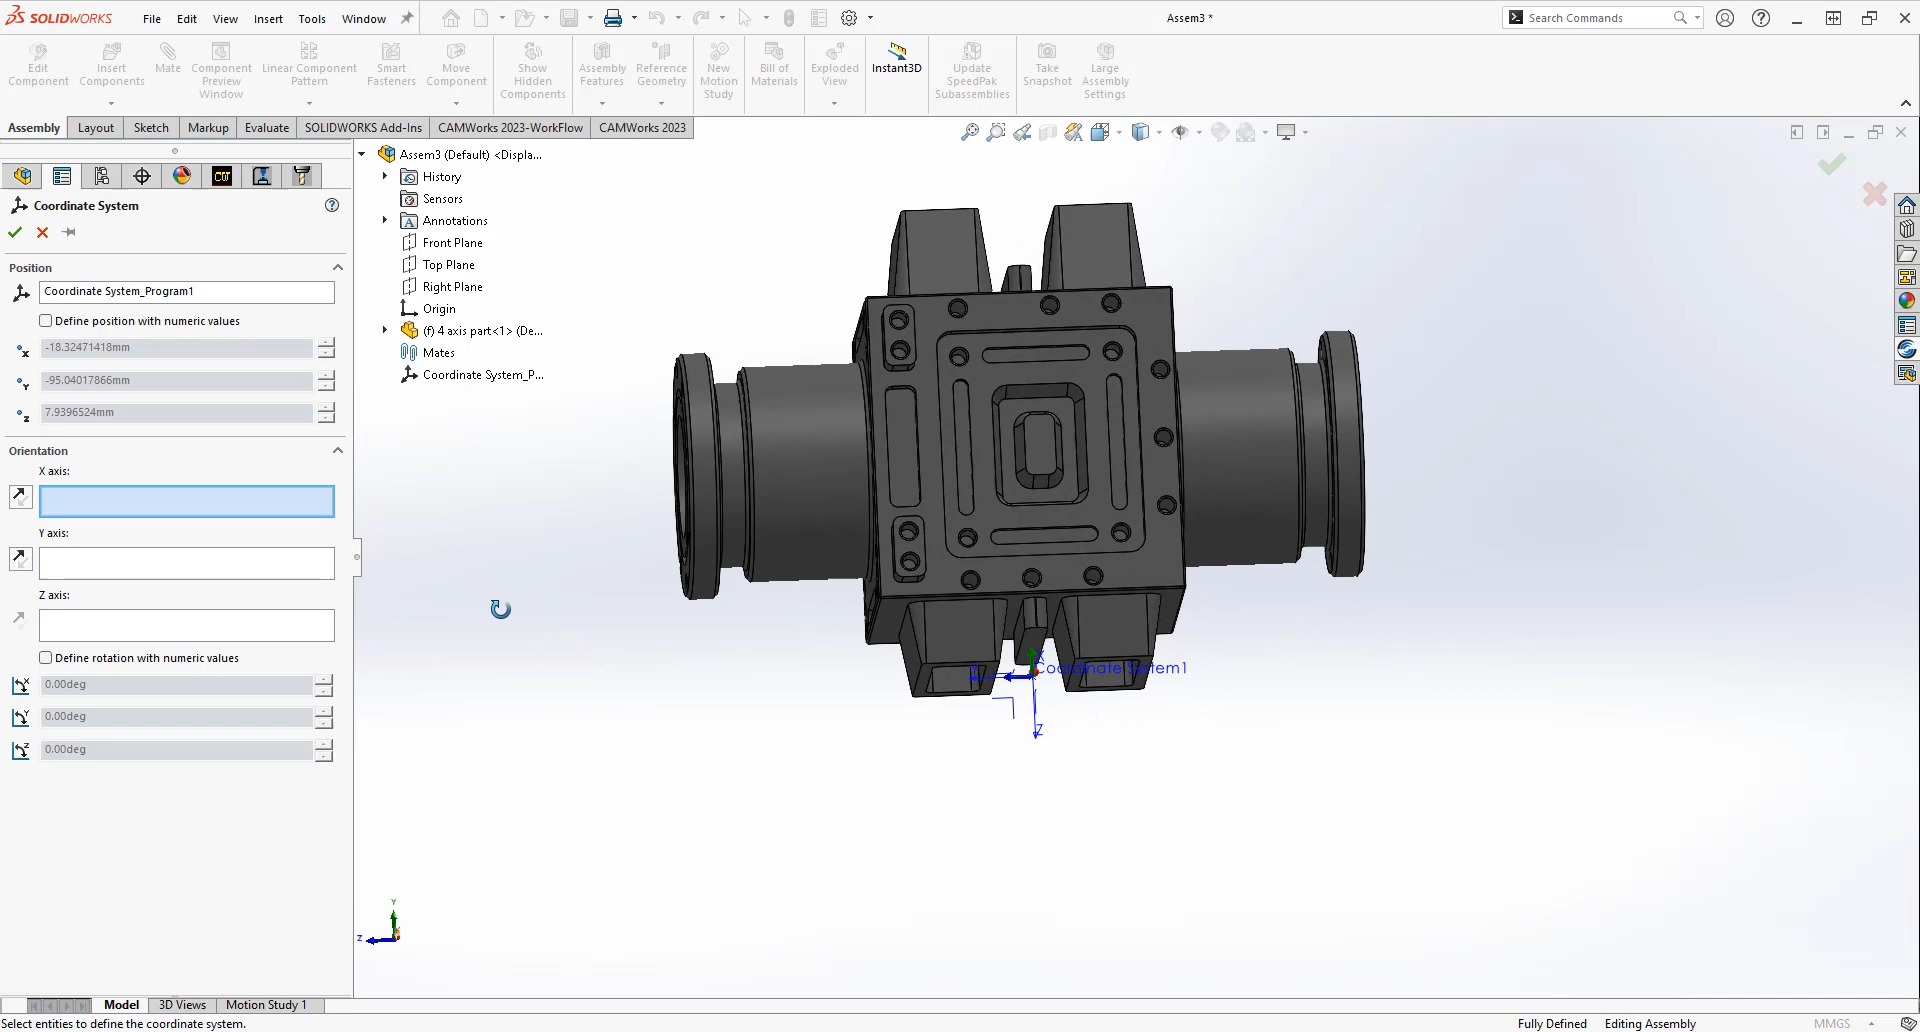 SOLIDWORKS
File Edit View Insert Tools Window
Assem3 *
Search Commands
Edit Component
Insert Components
Mate
Component Preview Window
Linear Component Pattern
Smart Fasteners
Move Component
Show Hidden Components
Assembly Features
Reference Geometry
New Motion Study
Bill of Materials
Exploded View
Instant3D
Update SpeedPak Subassemblies
Take Snapshot
Large Assembly Settings
Assembly Layout Sketch Markup Evaluate SOLIDWORKS Add-Ins CAMWorks 2023-WorkFlow CAMWorks 2023
Coordinate System
Position
Coordinate System_Program1
Define position with numeric values
X
-18.32471418mm
Y
-95.04017866mm
Z
7.9396524mm
Orientation
X axis:
Y axis:
Z axis:
Define rotation with numeric values
0.00deg
0.00deg
0.00deg
Assem3 (Default) <Displa...
History
Sensors
Annotations
Front Plane
Top Plane
Right Plane
Origin
(f) 4 axis part<1> (De...
Mates
Coordinate System_P...
X
Coordinate System1
Y
Z
Y
Z
X
Model 3D Views Motion Study 1
Select entities to define the coordinate system.
Fully Defined Editing Assembly MMGS